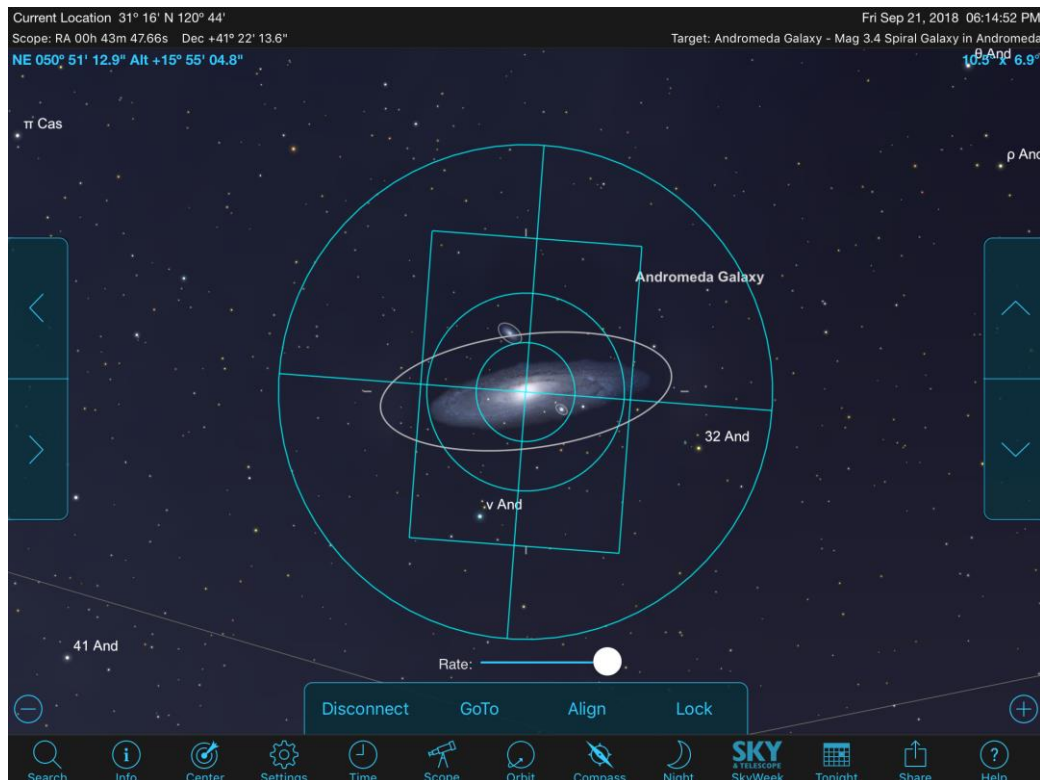 Current Location 31° 16' N 120° 44'
Fri Sep 21, 2018 06:14:52 PM
Scope: RA 00h 43m 47.66s Dec +41° 22' 13.6"
Target: Andromeda Galaxy - Mag 3.4 Spiral Galaxy in Andromeda
NE 050° 51' 12.9" Alt +15° 55' 04.8"
10.5° x 6.9°
θ And
π Cas
ρ And
Andromeda Galaxy
32 And
ν And
41 And
Rate:
Disconnect GoTo Align Lock
SKY
& TELESCOPE
Search Info Center Settings Time Scope Orbit Compass Night SkyWeek Tonight Share Help